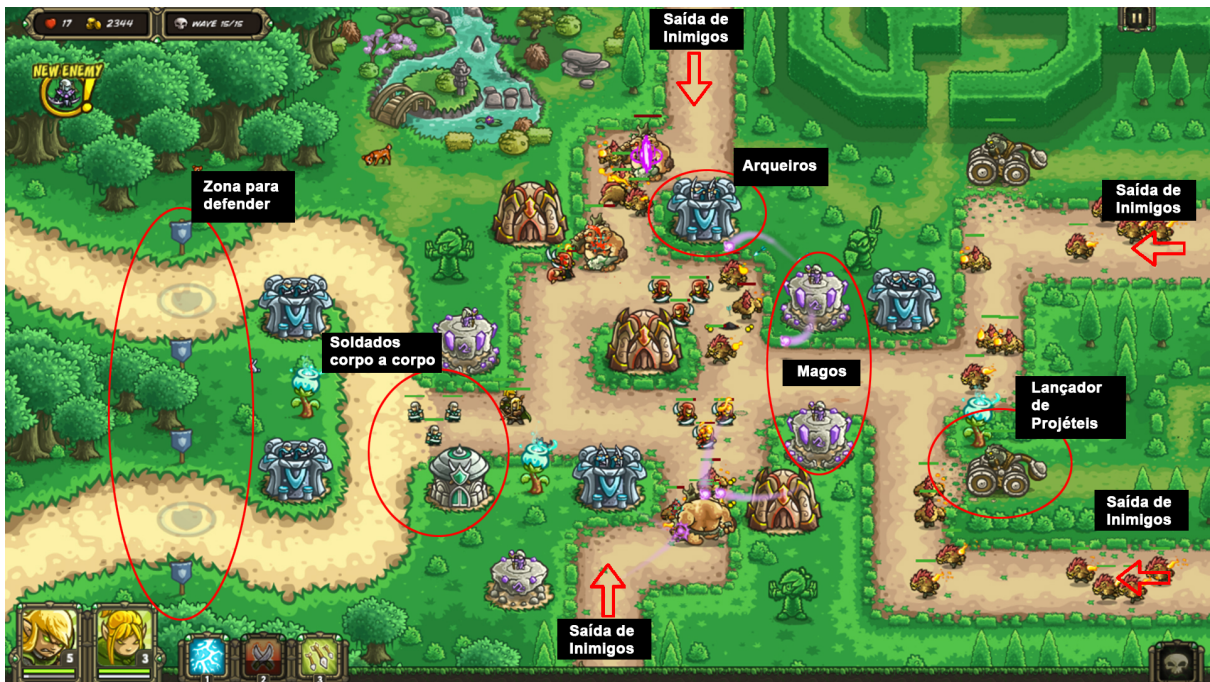 17 2344 WAVE 15/15
Saída de
Inimigos
NEW ENEMY
!
Zona para
defender
Arqueiros
Saída de
Inimigos
Soldados
corpo a corpo
Magos
Lançador
de
Projéteis
Saída de
Inimigos
Saída de
Inimigos
5 3
1 2 3